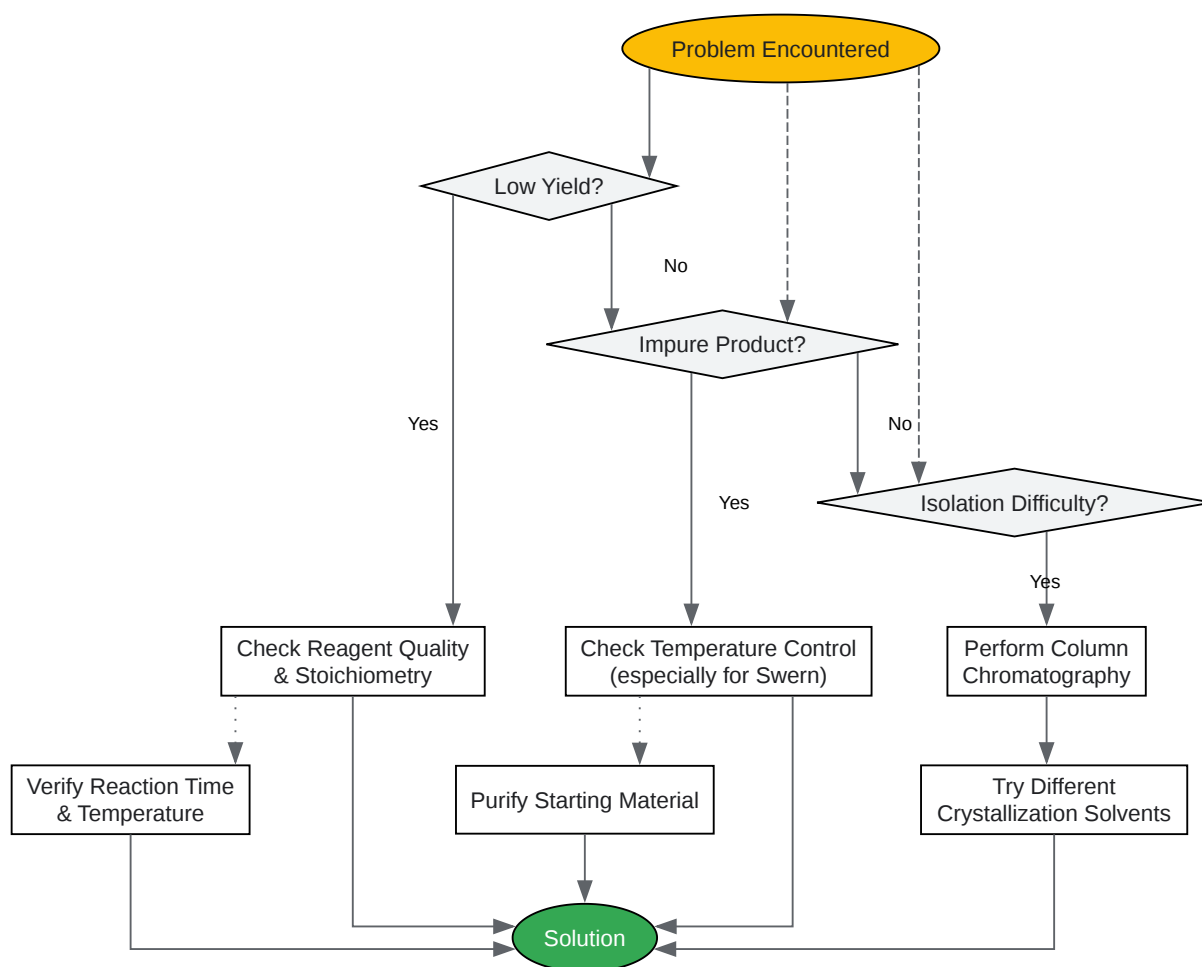 Problem Encountered
Low Yield?
No
Impure Product?
Yes
No
Yes
Isolation Difficulty?
Yes
Check Reagent Quality
& Stoichiometry
Check Temperature Control
(especially for Swern)
Perform Column
Chromatography
Verify Reaction Time
& Temperature
Purify Starting Material
Try Different
Crystallization Solvents
Solution